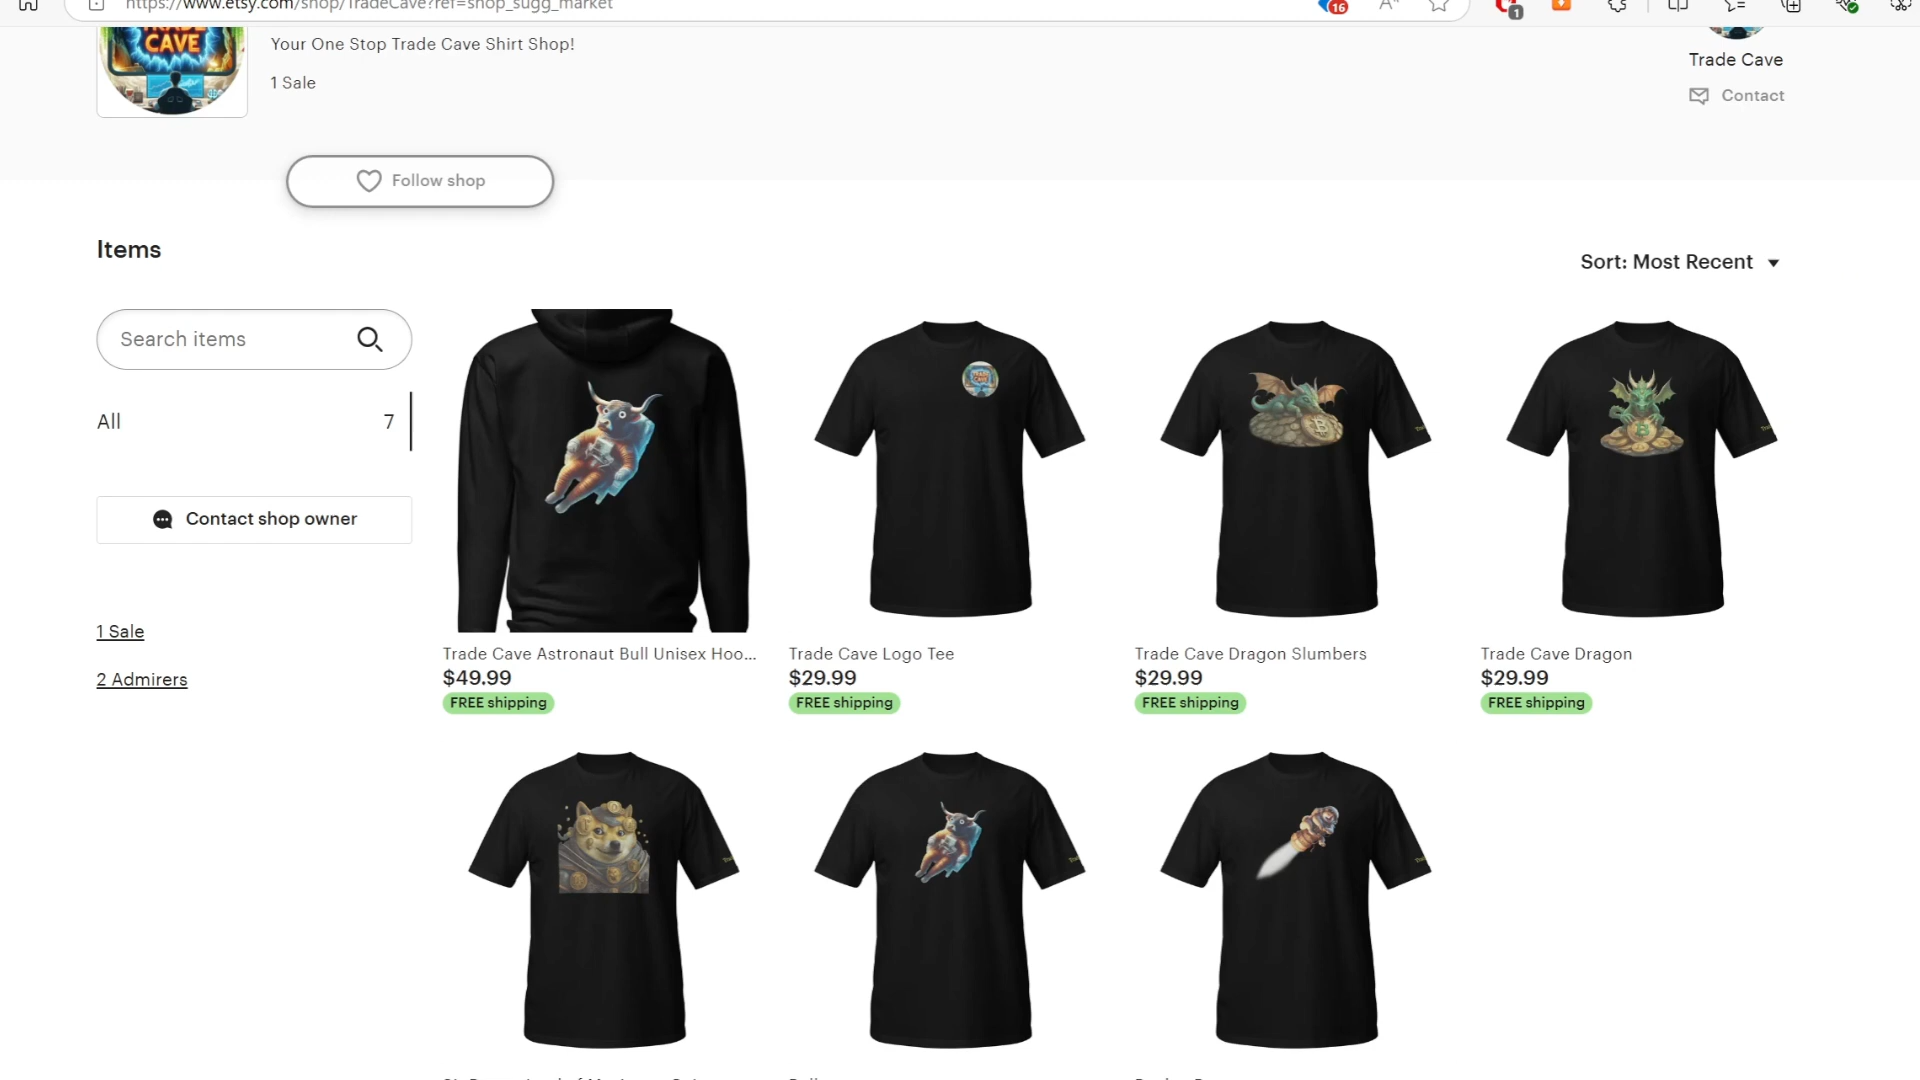 https://www.etsy.com/shop/TradeCave?ref=shop_sugg_market
16
1
TRADE
CAVE
Your One Stop Trade Cave Shirt Shop!
1 Sale
Trade Cave
Contact
Follow shop
Items
Sort: Most Recent
Search items
All 7
Contact shop owner
1 Sale
2 Admirers
Trade Cave Astronaut Bull Unisex Hoo...
$49.99
FREE shipping
Trade Cave Logo Tee
$29.99
FREE shipping
Trade Cave Dragon Slumbers
$29.99
FREE shipping
Trade Cave Dragon
$29.99
FREE shipping